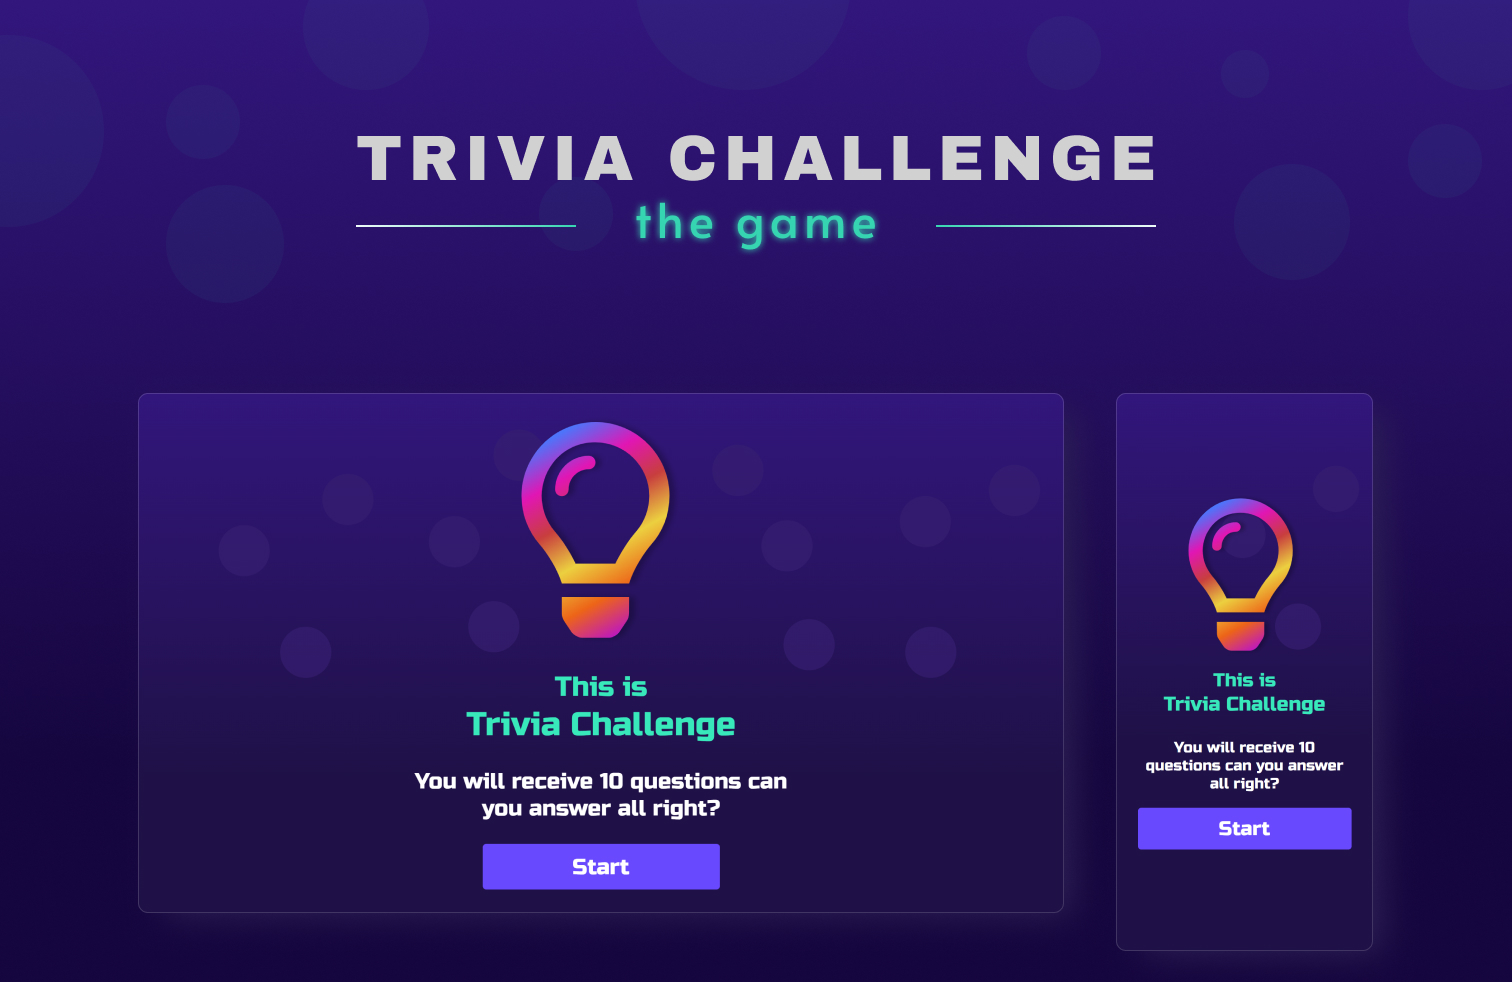 TRIVIA CHALLENGE
the game
This is
Trivia Challenge
You will receive 10 questions can
you answer all right?
Start
This is
Trivia Challenge
You will receive 10
questions can you answer
all right?
Start